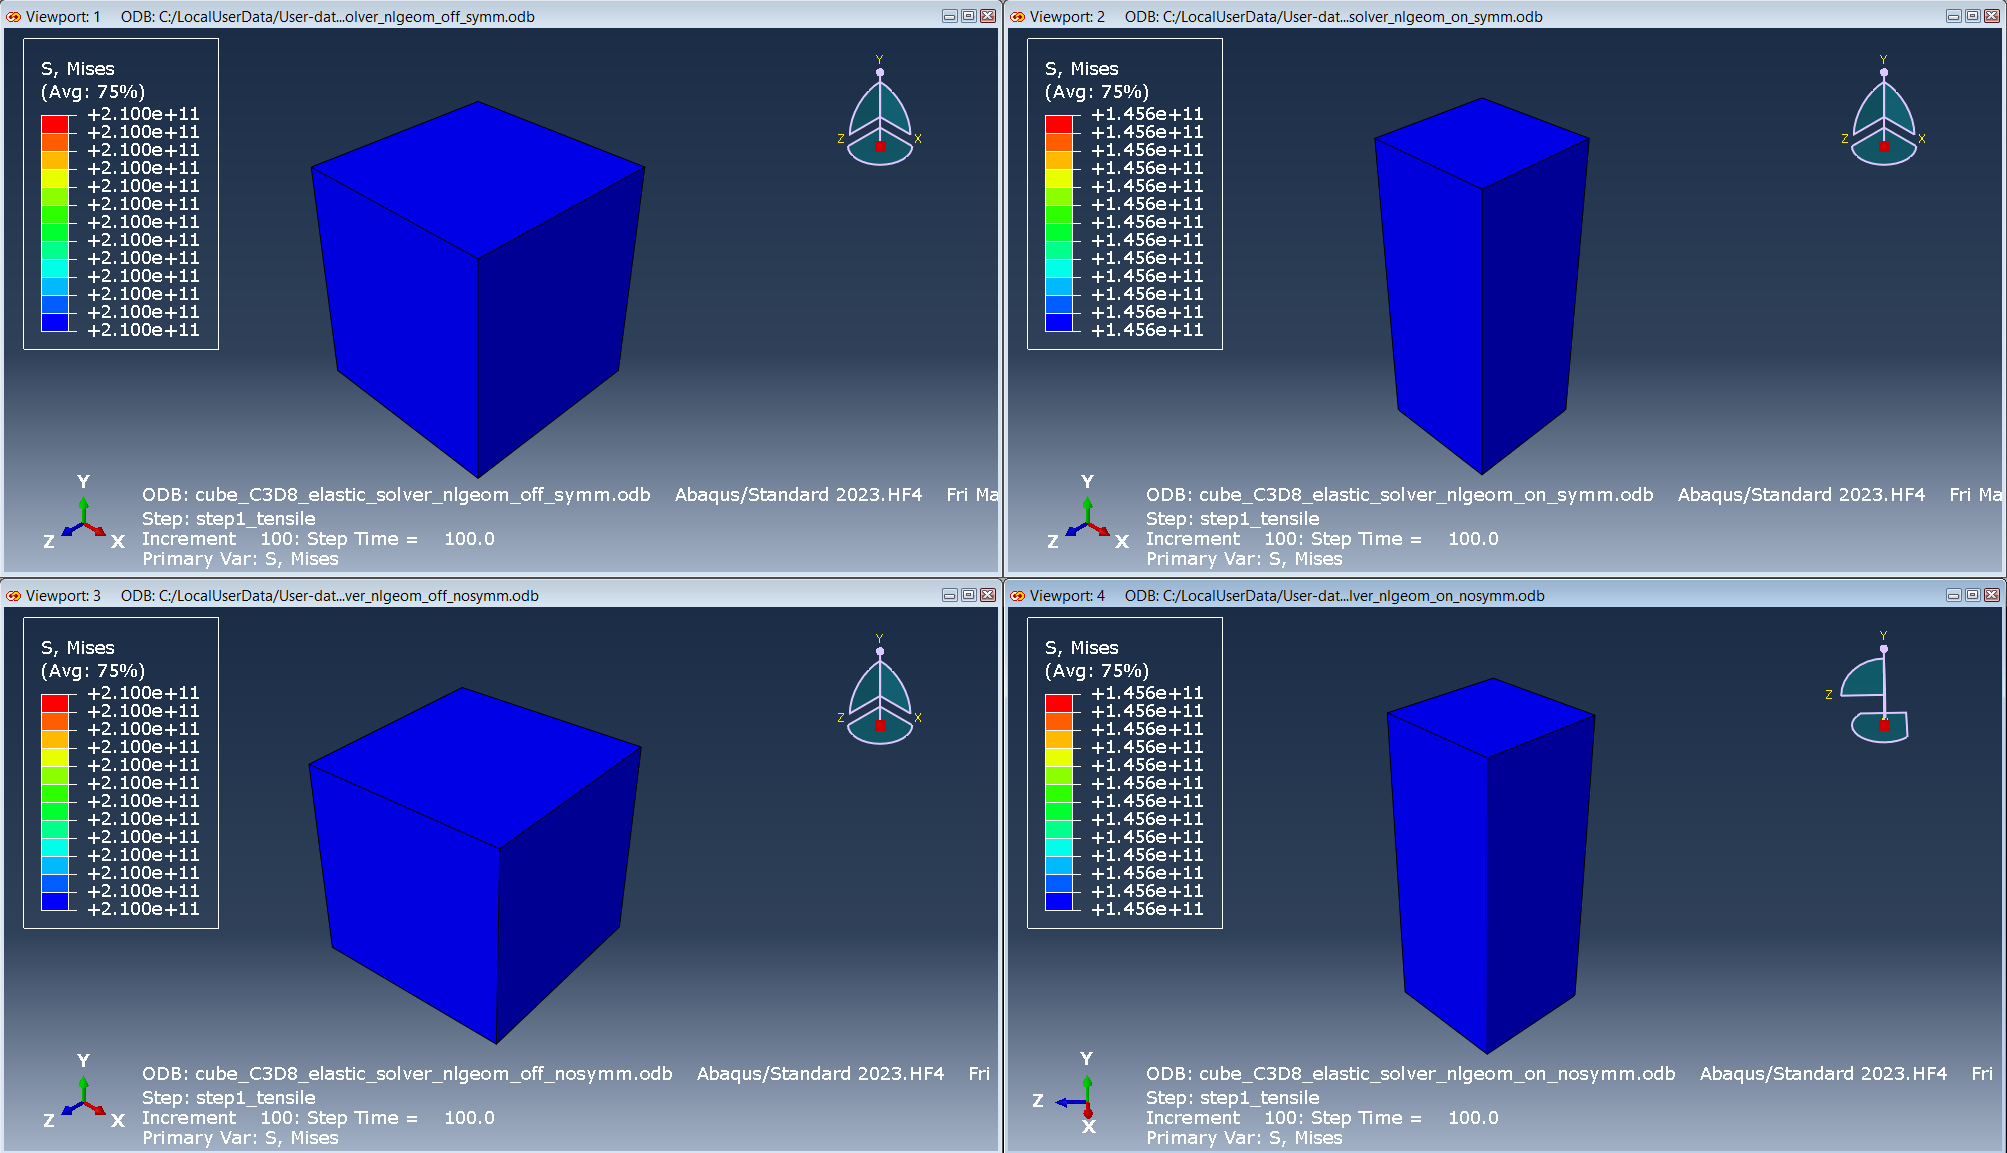 Viewport: 1 ODB: C:/LocalUserData/User-dat...olver_nlgeom_off_symm.odb
S, Mises
(Avg: 75%)
+2.100e+11
+2.100e+11
+2.100e+11
+2.100e+11
+2.100e+11
+2.100e+11
+2.100e+11
+2.100e+11
+2.100e+11
+2.100e+11
+2.100e+11
+2.100e+11
+2.100e+11
Y
Z
X
Y
Z
X
ODB: cube_C3D8_elastic_solver_nlgeom_off_symm.odb Abaqus/Standard 2023.HF4 Fri Ma
Step: step1_tensile
Increment 100: Step Time = 100.0
Primary Var: S, Mises
Viewport: 2 ODB: C:/LocalUserData/User-dat...solver_nlgeom_on_symm.odb
S, Mises
(Avg: 75%)
+1.456e+11
+1.456e+11
+1.456e+11
+1.456e+11
+1.456e+11
+1.456e+11
+1.456e+11
+1.456e+11
+1.456e+11
+1.456e+11
+1.456e+11
+1.456e+11
+1.456e+11
Y
Z
X
Y
Z
X
ODB: cube_C3D8_elastic_solver_nlgeom_on_symm.odb Abaqus/Standard 2023.HF4 Fri Ma
Step: step1_tensile
Increment 100: Step Time = 100.0
Primary Var: S, Mises
Viewport: 3 ODB: C:/LocalUserData/User-dat...ver_nlgeom_off_nosymm.odb
S, Mises
(Avg: 75%)
+2.100e+11
+2.100e+11
+2.100e+11
+2.100e+11
+2.100e+11
+2.100e+11
+2.100e+11
+2.100e+11
+2.100e+11
+2.100e+11
+2.100e+11
+2.100e+11
+2.100e+11
Y
Z
X
Y
Z
X
ODB: cube_C3D8_elastic_solver_nlgeom_off_nosymm.odb Abaqus/Standard 2023.HF4 Fri
Step: step1_tensile
Increment 100: Step Time = 100.0
Primary Var: S, Mises
Viewport: 4 ODB: C:/LocalUserData/User-dat...lver_nlgeom_on_nosymm.odb
S, Mises
(Avg: 75%)
+1.456e+11
+1.456e+11
+1.456e+11
+1.456e+11
+1.456e+11
+1.456e+11
+1.456e+11
+1.456e+11
+1.456e+11
+1.456e+11
+1.456e+11
+1.456e+11
+1.456e+11
Y
Z
Y
Z
X
ODB: cube_C3D8_elastic_solver_nlgeom_on_nosymm.odb Abaqus/Standard 2023.HF4 Fri
Step: step1_tensile
Increment 100: Step Time = 100.0
Primary Var: S, Mises